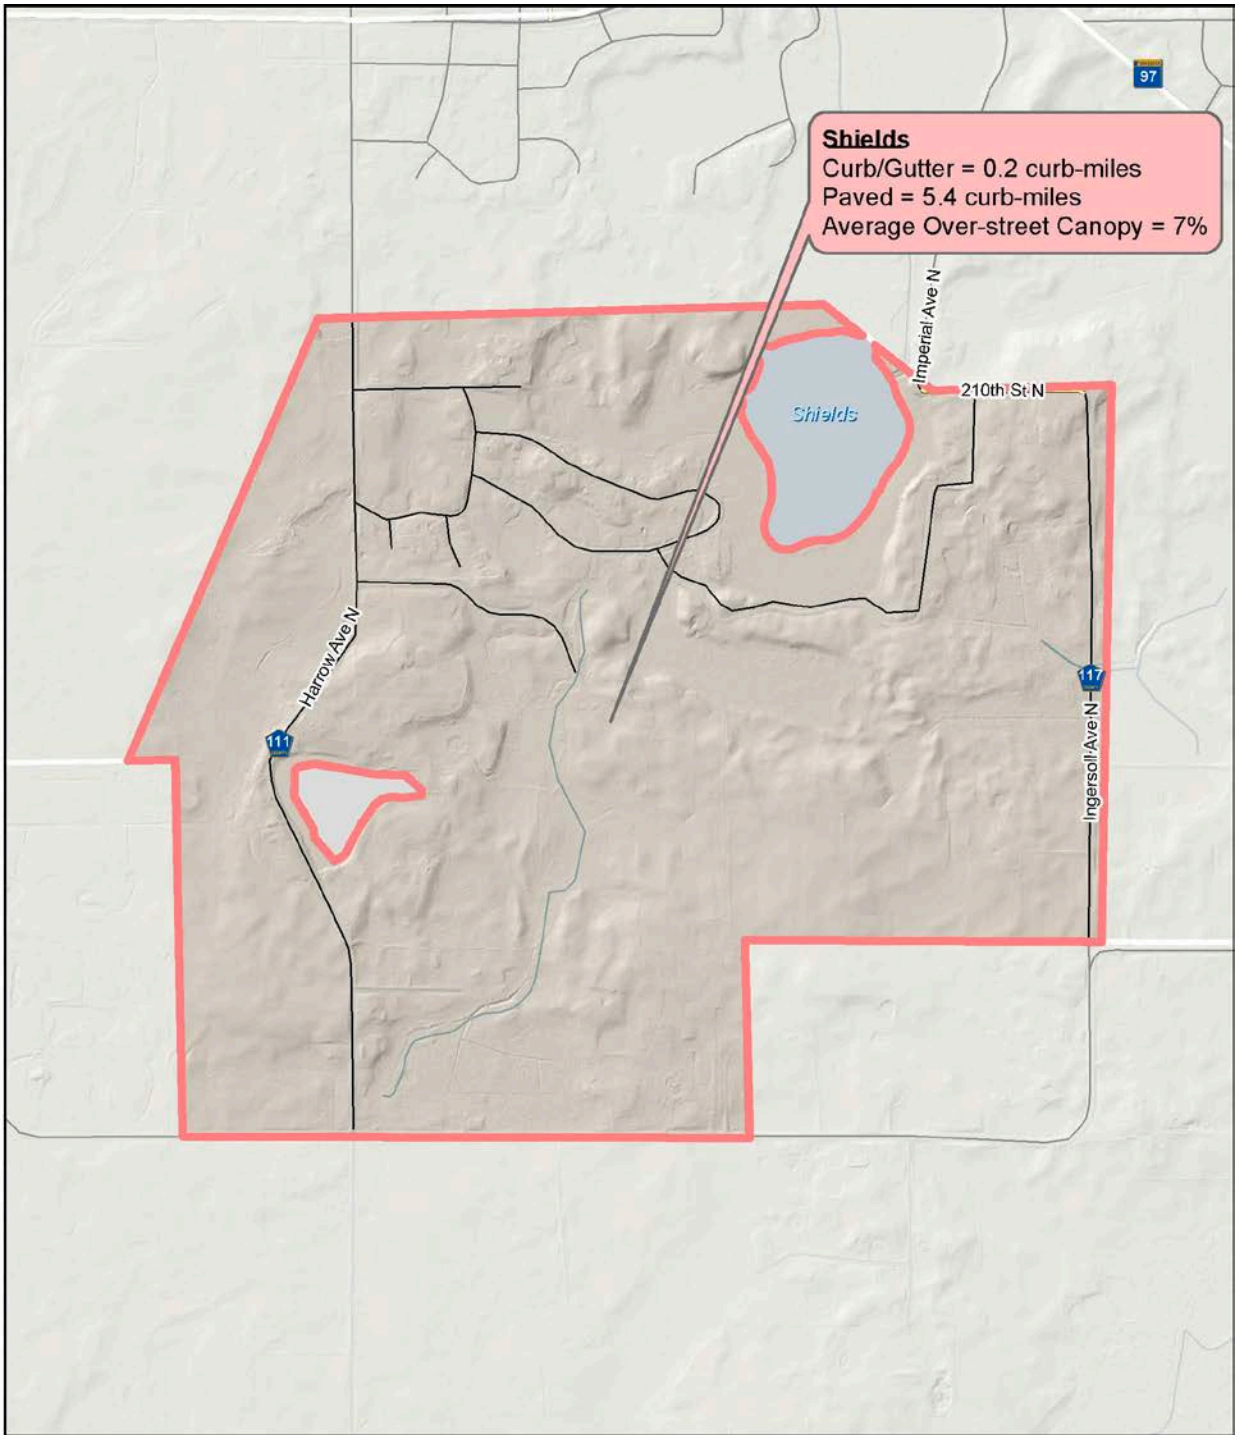 97
Shields
Curb/Gutter = 0.2 curb-miles
Paved = 5.4 curb-miles
Average Over-street Canopy = 7%
Imperial Ave N
210th St N
Shields
Harrow Ave N
117
111
Ingersoll Ave N